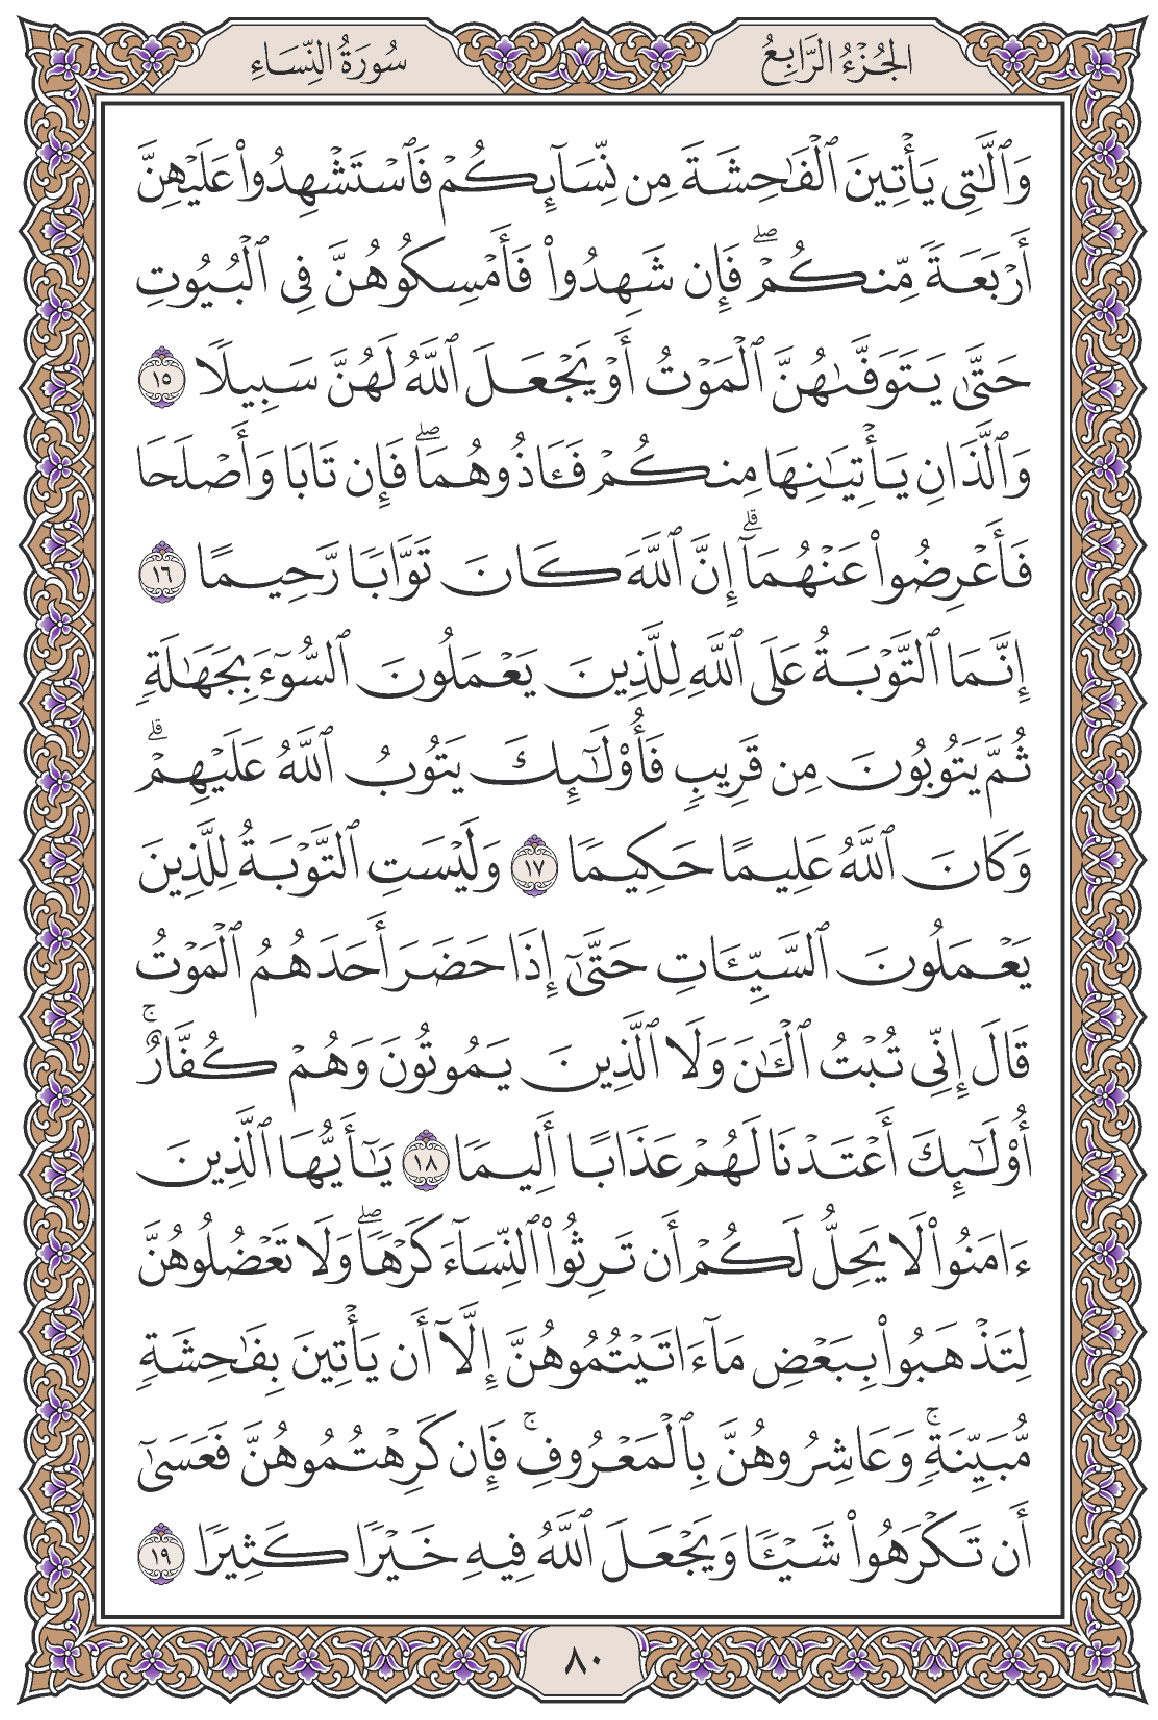 الجُزْءُ الرَّابِعُ
سُورَةُ النِّسَاءِ
وَٱلَّٰتِى يَأْتِينَ ٱلْفَٰحِشَةَ مِن نِّسَآئِكُمْ فَٱسْتَشْهِدُوا۟ عَلَيْهِنَّ
أَرْبَعَةً مِّنكُمْ ۖ فَإِن شَهِدُوا۟ فَأَمْسِكُوهُنَّ فِى ٱلْبُيُوتِ
حَتَّىٰ يَتَوَفَّىٰهُنَّ ٱلْمَوْتُ أَوْ يَجْعَلَ ٱللَّهُ لَهُنَّ سَبِيلًا ١٥
وَٱلَّذَانِ يَأْتِيَٰنِهَا مِنكُمْ فَـَٔاذُوهُمَا ۖ فَإِن تَابَا وَأَصْلَحَا
فَأَعْرِضُوا۟ عَنْهُمَآ ۗ إِنَّ ٱللَّهَ كَانَ تَوَّابًا رَّحِيمًا ١٦
إِنَّمَا ٱلتَّوْبَةُ عَلَى ٱللَّهِ لِلَّذِينَ يَعْمَلُونَ ٱلسُّوٓءَ بِجَهَٰلَةٍ
ثُمَّ يَتُوبُونَ مِن قَرِيبٍ فَأُو۟لَٰٓئِكَ يَتُوبُ ٱللَّهُ عَلَيْهِمْ ۗ
وَكَانَ ٱللَّهُ عَلِيمًا حَكِيمًا ١٧ وَلَيْسَتِ ٱلتَّوْبَةُ لِلَّذِينَ
يَعْمَلُونَ ٱلسَّيِّـَٔاتِ حَتَّىٰٓ إِذَا حَضَرَ أَحَدَهُمُ ٱلْمَوْتُ
قَالَ إِنِّى تُبْتُ ٱلْـَٰٔنَ وَلَا ٱلَّذِينَ يَمُوتُونَ وَهُمْ كُفَّارٌ ۚ
أُو۟لَٰٓئِكَ أَعْتَدْنَا لَهُمْ عَذَابًا أَلِيمًا ١٨ يَٰٓأَيُّهَا ٱلَّذِينَ
ءَامَنُوا۟ لَا يَحِلُّ لَكُمْ أَن تَرِثُوا۟ ٱلنِّسَآءَ كَرْهًا ۖ وَلَا تَعْضُلُوهُنَّ
لِتَذْهَبُوا۟ بِبَعْضِ مَآ ءَاتَيْتُمُوهُنَّ إِلَّآ أَن يَأْتِينَ بِفَٰحِشَةٍ
مُّبَيِّنَةٍ ۚ وَعَاشِرُوهُنَّ بِٱلْمَعْرُوفِ ۚ فَإِن كَرِهْتُمُوهُنَّ فَعَسَىٰٓ
أَن تَكْرَهُوا۟ شَيْـًٔا وَيَجْعَلَ ٱللَّهُ فِيهِ خَيْرًا كَثِيرًا ١٩
٨٠